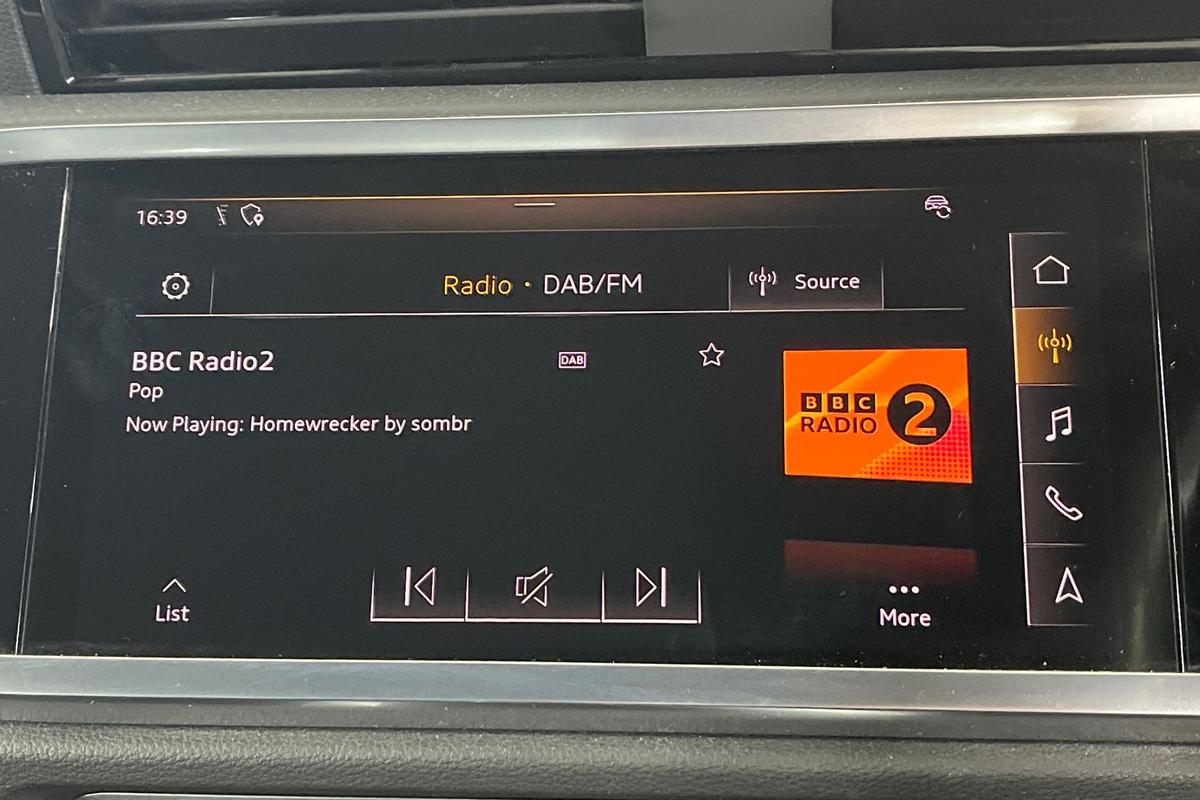 16:39
Radio • DAB/FM
Source
BBC Radio2
DAB
Pop
Now Playing: Homewrecker by sombr
BBC
RADIO 2
List
More